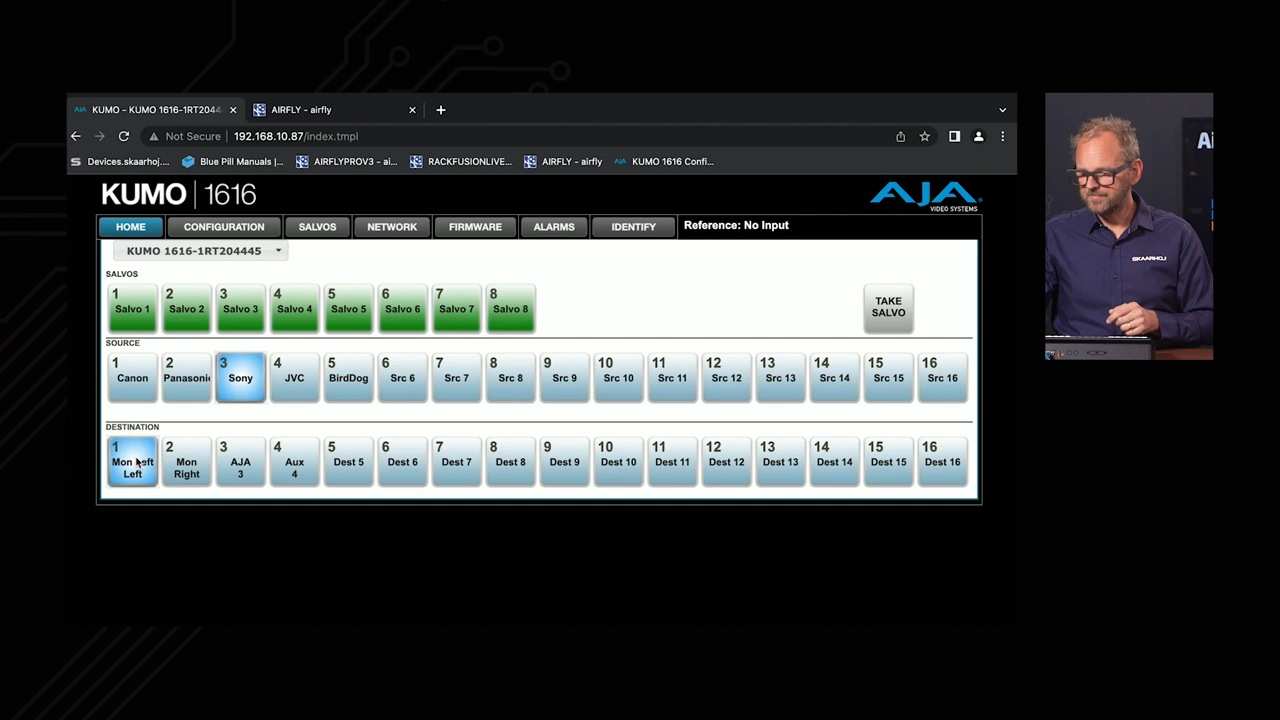 KUMO - KUMO 1616-1RT2044
AIRFLY - airfly
Not Secure
192.168.10.87/index.tmpl
Devices.skaarhoj....
Blue Pill Manuals |...
AIRFLYPROV3 - ai...
RACKFUSIONLIVE...
AIRFLY - airfly
KUMO 1616 Confi...
KUMO | 1616
AJA
VIDEO SYSTEMS
HOME
CONFIGURATION
SALVOS
NETWORK
FIRMWARE
ALARMS
IDENTIFY
Reference: No Input
KUMO 1616-1RT204445
SALVOS
1
Salvo 1
2
Salvo 2
3
Salvo 3
4
Salvo 4
5
Salvo 5
6
Salvo 6
7
Salvo 7
8
Salvo 8
TAKE
SALVO
SOURCE
1
Canon
2
Panasonic
3
Sony
4
JVC
5
BirdDog
6
Src 6
7
Src 7
8
Src 8
9
Src 9
10
Src 10
11
Src 11
12
Src 12
13
Src 13
14
Src 14
15
Src 15
16
Src 16
DESTINATION
1
Mon Left
Left
2
Mon
Right
3
AJA
3
4
Aux
4
5
Dest 5
6
Dest 6
7
Dest 7
8
Dest 8
9
Dest 9
10
Dest 10
11
Dest 11
12
Dest 12
13
Dest 13
14
Dest 14
15
Dest 15
16
Dest 16
Ai
SKAARHOJ